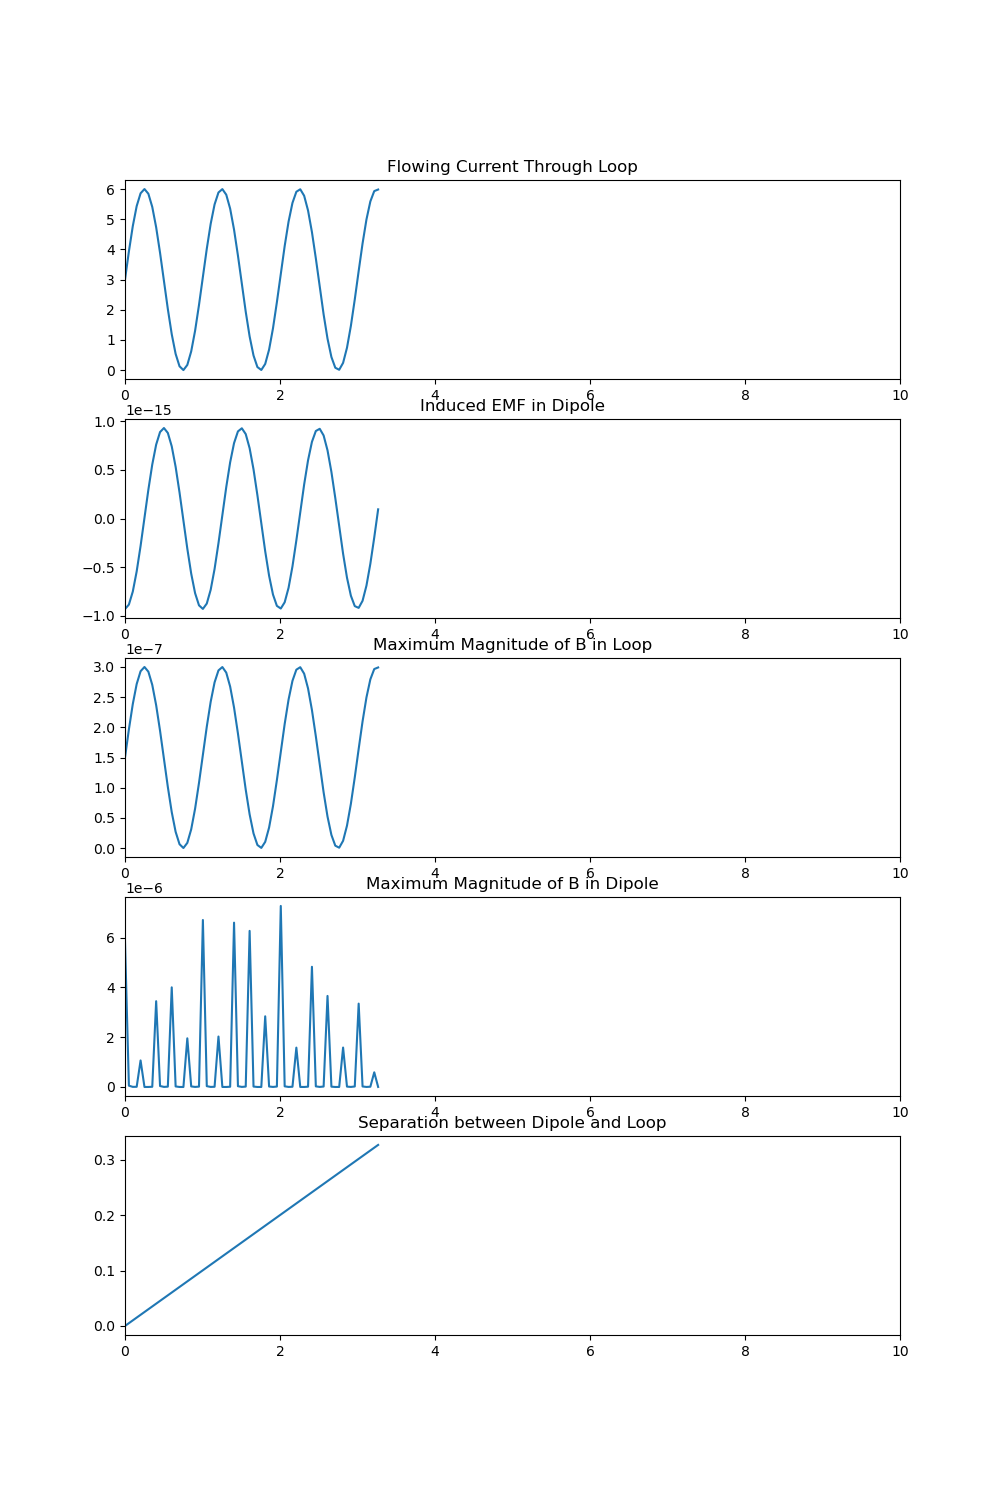 Flowing Current Through Loop
6
5
4
3
2
1
0
0 2 4 6 8 10
1e−15
Induced EMF in Dipole
1.0
0.5
0.0
−0.5
−1.0
0 2 4 6 8 10
1e−7
Maximum Magnitude of B in Loop
3.0
2.5
2.0
1.5
1.0
0.5
0.0
0 2 4 6 8 10
1e−6
Maximum Magnitude of B in Dipole
6
4
2
0
0 2 4 6 8 10
Separation between Dipole and Loop
0.3
0.2
0.1
0.0
0 2 4 6 8 10